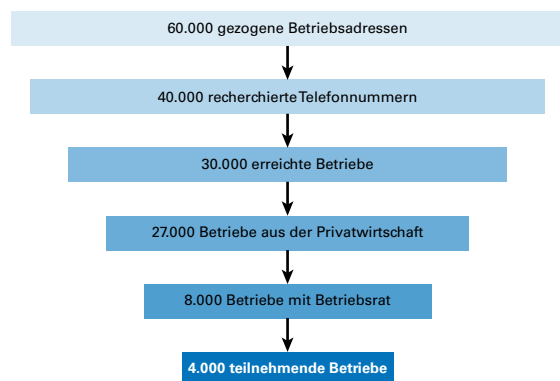 60.000 gezogene Betriebsadressen
40.000 recherchierte Telefonnummern
30.000 erreichte Betriebe
27.000 Betriebe aus der Privatwirtschaft
8.000 Betriebe mit Betriebsrat
4.000 teilnehmende Betriebe